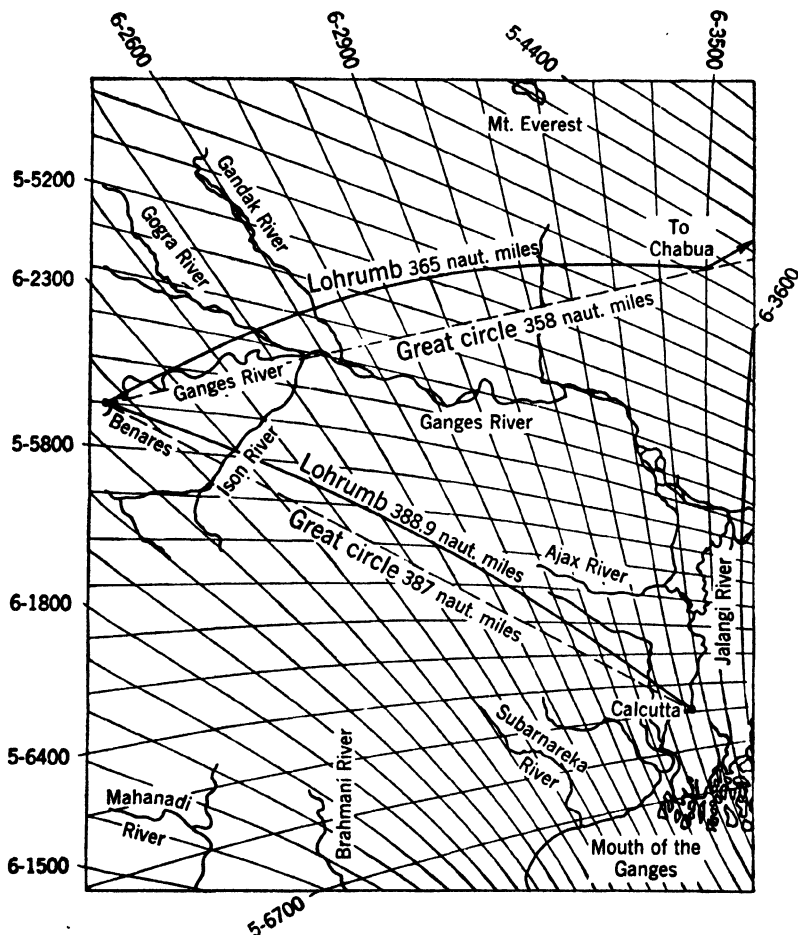 6-2600
6-2900
5-4400
6-3500
Mt. Everest
5-5200
Gandak River
Gogra River
To
Chabua
6-2300
Lohrumb 365 naut. miles
6-3600
Great circle 358 naut. miles
Ganges River
Benares
Ganges River
5-5800
Ison River
Lohrumb 388.9 naut. miles
Great circle 387 naut. miles
Ajax River
Jalangi River
6-1800
Calcutta
Subarnareka
River
5-6400
Mahanadi
River
Brahmani River
Mouth of the
Ganges
6-1500
5-6700